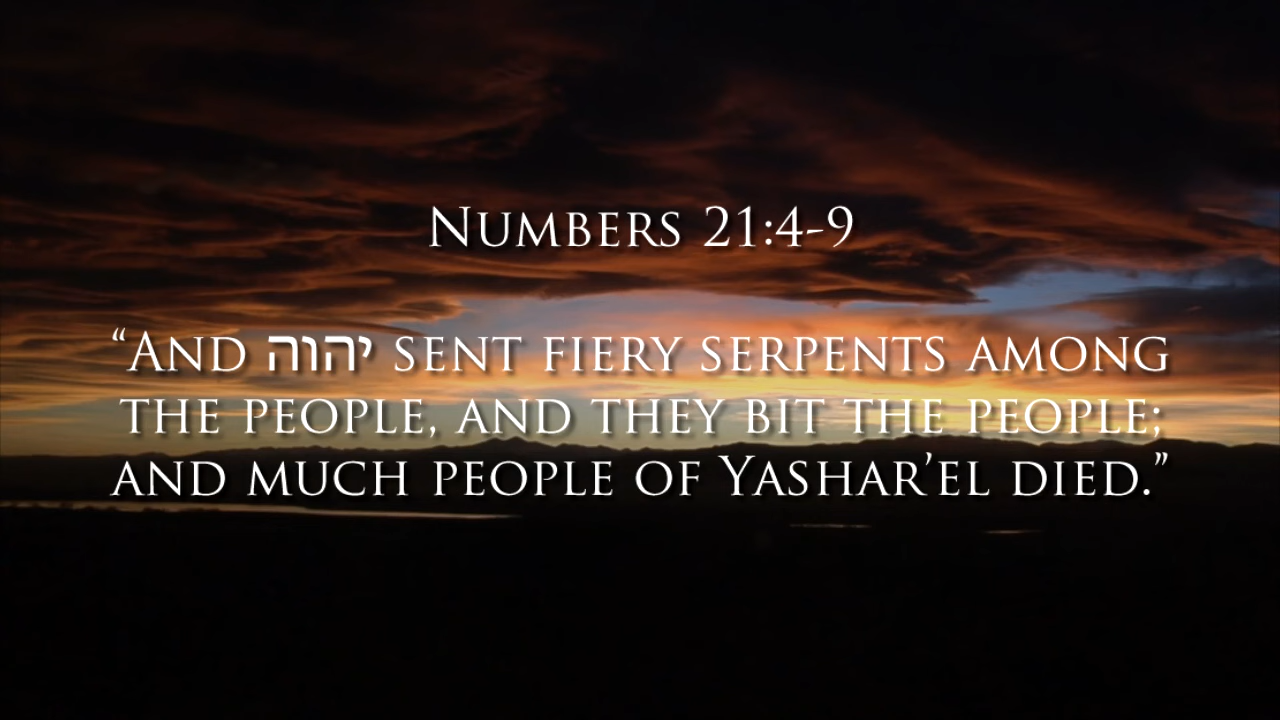 Numbers 21:4-9
“And יהוה sent fiery serpents among
the people, and they bit the people;
and much people of Yashar’el died.”